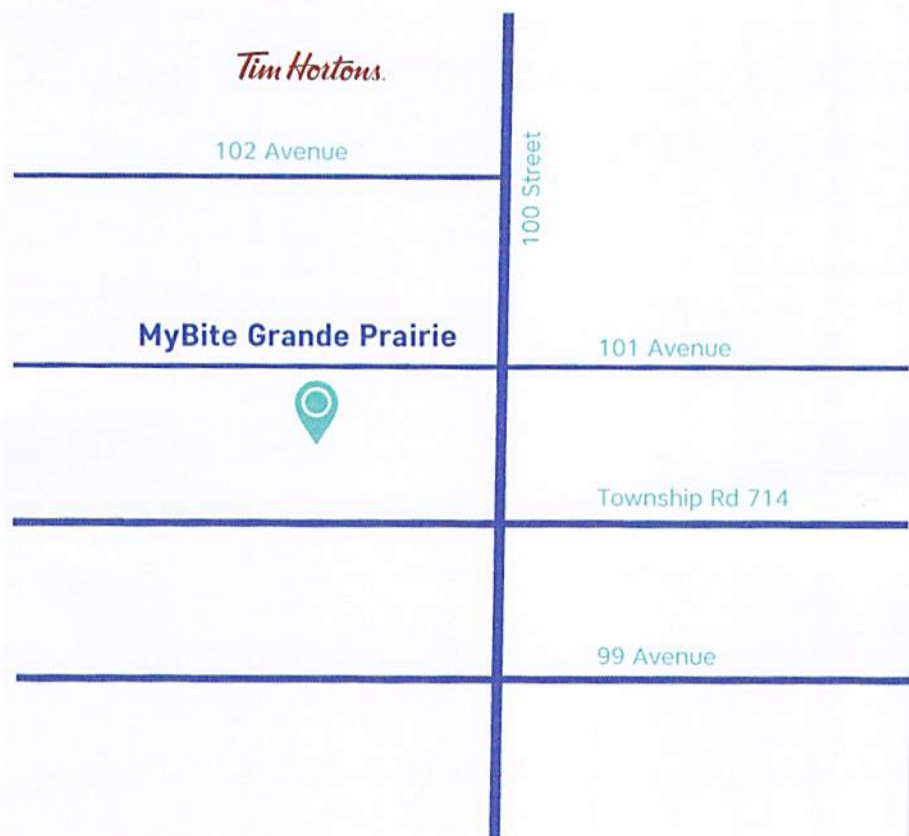 Tim Hortons.
102 Avenue
100 Street
MyBite Grande Prairie
101 Avenue
Township Rd 714
99 Avenue